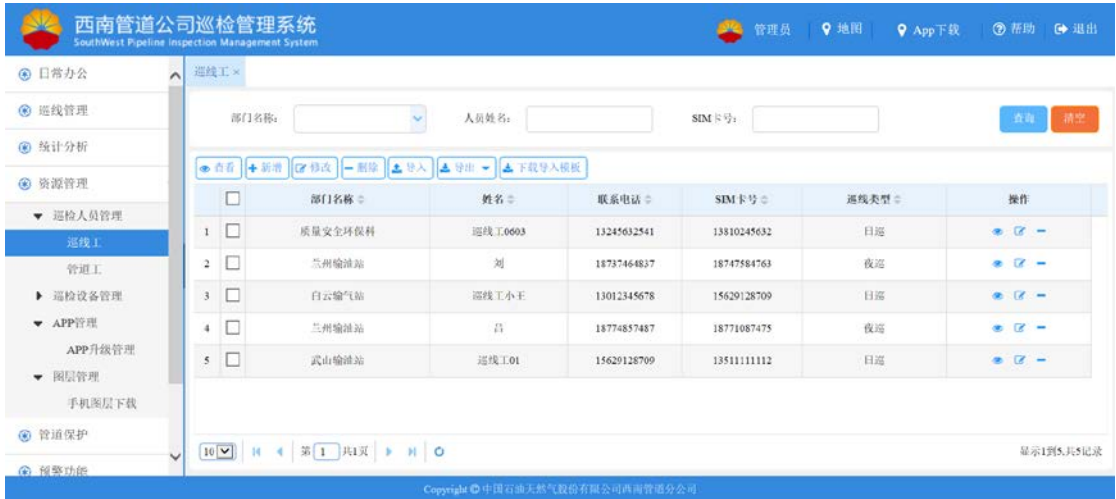 西南管道公司巡检管理系统
SouthWest Pipeline Inspection Management System
管理员 地图 App下载 帮助 退出
日常办公
巡线管理
统计分析
资源管理
巡检人员管理
巡线工
管道工
巡检设备管理
APP管理
APP升级管理
图层管理
手机图层下载
管道保护
预警功能
巡线工 ×
部门名称: 人员姓名: SIM卡号: 查询 清空
查看 新增 修改 删除 导入 导出 下载导入模板
部门名称 姓名 联系电话 SIM卡号 巡线类型 操作
1 质量安全环保科 巡线工0603 13245632541 13810245632 日巡
2 兰州输油站 刘 18737464837 18747584763 夜巡
3 白云输气站 巡线工小王 13012345678 15629128709 日巡
4 兰州输油站 吕 18774857487 18771087475 夜巡
5 武山输油站 巡线工01 15629128709 13511111112 日巡
10 第 1 共1页 显示1到5,共5记录
Copyright © 中国石油天然气股份有限公司西南管道分公司